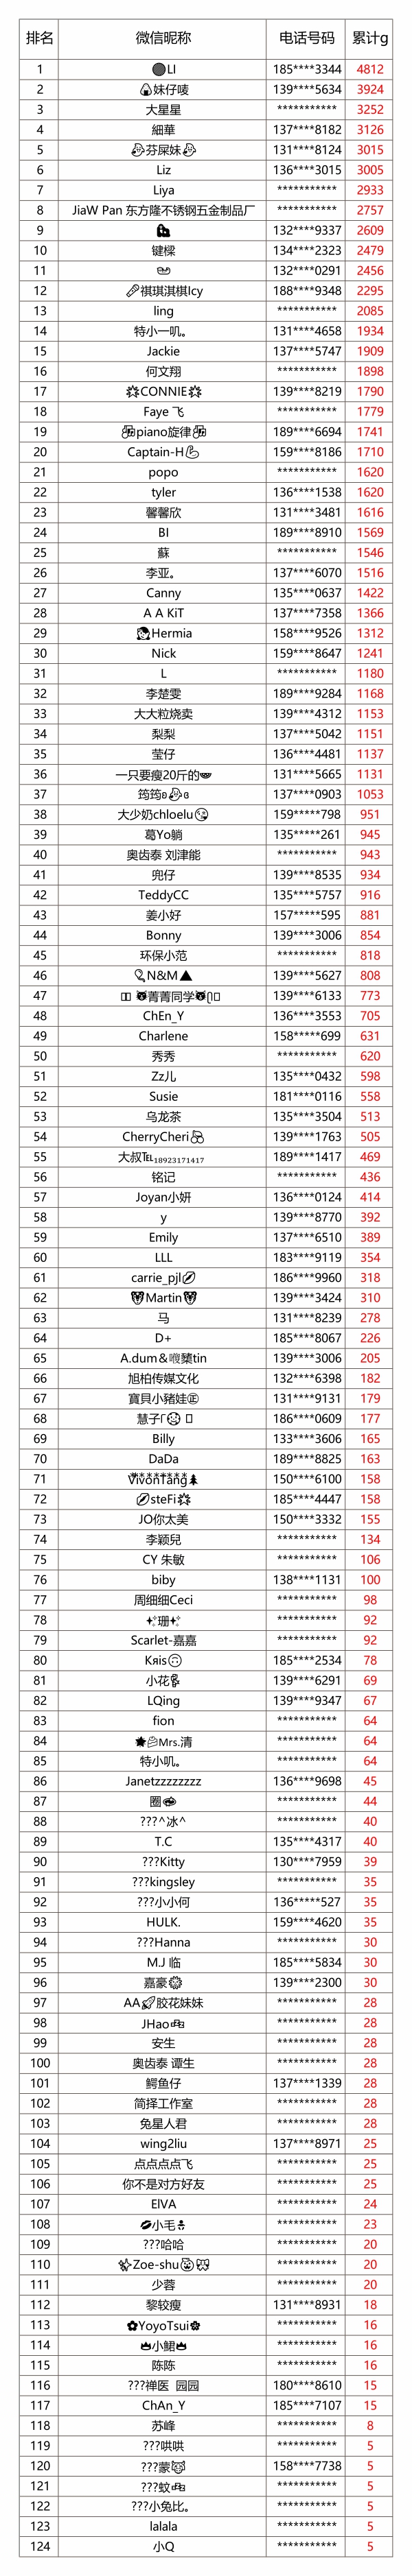 排名 微信昵称 电话号码 累计g
1 LI 185****3344 4812
2 🍙妹仔唛 139****5634 3924
3 大星星 *********** 3252
4 細華 137****8182 3126
5 芬屎妹 131****8124 3015
6 Liz 136****3015 3005
7 Liya *********** 2933
8 JiaW Pan 东方隆不锈钢五金制品厂 *********** 2757
9 132****9337 2609
10 键樑 134****2323 2479
11 132****0291 2456
12 祺琪淇棋Icy 188****9348 2295
13 ling *********** 2085
14 特小一叽。 131****4658 1934
15 Jackie 137****5747 1909
16 何文翔 *********** 1898
17 CONNIE 139****8219 1790
18 Faye 飞 *********** 1779
19 piano旋律 189****6694 1741
20 Captain-H💪 159****8186 1710
21 popo *********** 1620
22 tyler 136****1538 1620
23 馨馨欣 131****3481 1616
24 BI 189****8910 1569
25 蘇 *********** 1546
26 李亚。 137****6070 1516
27 Canny 135****0637 1422
28 A A KiT 137****7358 1366
29 Hermia 158****9526 1312
30 Nick 159****8647 1241
31 L *********** 1180
32 李楚雯 189****9284 1168
33 大大粒烧卖 139****4312 1153
34 梨梨 137****5042 1151
35 莹仔 136****4481 1137
36 一只要瘦20斤的🍉 131****5665 1131
37 筠筠ʚɞ 137****0903 1053
38 大少奶chloelu😘 159*****798 951
39 葛Yo躺 135*****261 945
40 奥齿泰 刘津能 *********** 943
41 兜仔 139****8535 934
42 TeddyCC 135****5757 916
43 姜小好 157*****595 881
44 Bonny 139****3006 854
45 环保小范 *********** 818
46 N&M▲ 139****5627 808
47 菁菁同学 139****6133 773
48 ChEn_Y 136****3553 705
49 Charlene 158*****699 631
50 秀秀 *********** 620
51 Zz儿 135****0432 598
52 Susie 181****0116 558
53 乌龙茶 135****3504 513
54 CherryCheri🍒 139****1763 505
55 大叔℡₁₈₉₂₃₁₇₁₄₁₇ 189****1417 469
56 铭记 *********** 436
57 Joyan小妍 136****0124 414
58 y 139****8770 392
59 Emily 137****6510 389
60 LLL 183****9119 354
61 carrie_pjl 186****9960 318
62 🐯Martin🐯 139****3424 310
63 马 131****8239 278
64 D+ 185****8067 226
65 A.dum＆tin 139****3006 205
66 旭柏传媒文化 132****6398 182
67 寶貝小豬娃㊣ 131****9131 179
68 慧子 186****0609 177
69 Billy 133****3606 165
70 DaDa 189****8825 163
71 VivonTang🌲 150****6100 158
72 steFi 185****4447 158
73 JO你太美 150****3332 155
74 李颖兒 *********** 134
75 CY 朱敏 *********** 106
76 biby 138****1131 100
77 周细细Ceci *********** 98
78 珊 *********** 92
79 Scarlet-嘉嘉 *********** 92
80 Kяis🙃 185****2534 78
81 小花 139****6291 69
82 LQing 139****9347 67
83 fion *********** 64
84 Mrs.清 *********** 64
85 特小叽。 *********** 64
86 Janetzzzzzzzz 136****9698 45
87 圈 *********** 44
88 ???^冰^ *********** 40
89 T.C 135****4317 40
90 ???Kitty 130****7959 39
91 ???kingsley *********** 35
92 ???小小何 136*****527 35
93 HULK. 159****4620 35
94 ???Hanna *********** 30
95 M.J 临 185****5834 30
96 嘉豪 139****2300 30
97 AA🚀胶花妹妹 *********** 28
98 JHao *********** 28
99 安生 *********** 28
100 奥齿泰 谭生 *********** 28
101 鳄鱼仔 137****1339 28
102 简择工作室 *********** 28
103 兔星人君 *********** 28
104 wing2liu 137****8971 25
105 点点点点飞 *********** 25
106 你不是对方好友 *********** 25
107 ElVA *********** 24
108 💋小毛 *********** 23
109 ???哈哈 *********** 20
110 Zoe-shu *********** 20
111 少蓉 *********** 20
112 黎较瘦 131****8931 18
113 ✿YoyoTsui✿ *********** 16
114 小鲲 *********** 16
115 陈陈 *********** 16
116 ???禅医 园园 180****8610 15
117 ChAn_Y 185****7107 15
118 苏峰 *********** 8
119 ???哄哄 *********** 5
120 ???蒙 158****7738 5
121 ???蚊 *********** 5
122 ???小兔比。 *********** 5
123 lalala *********** 5
124 小Q *********** 5